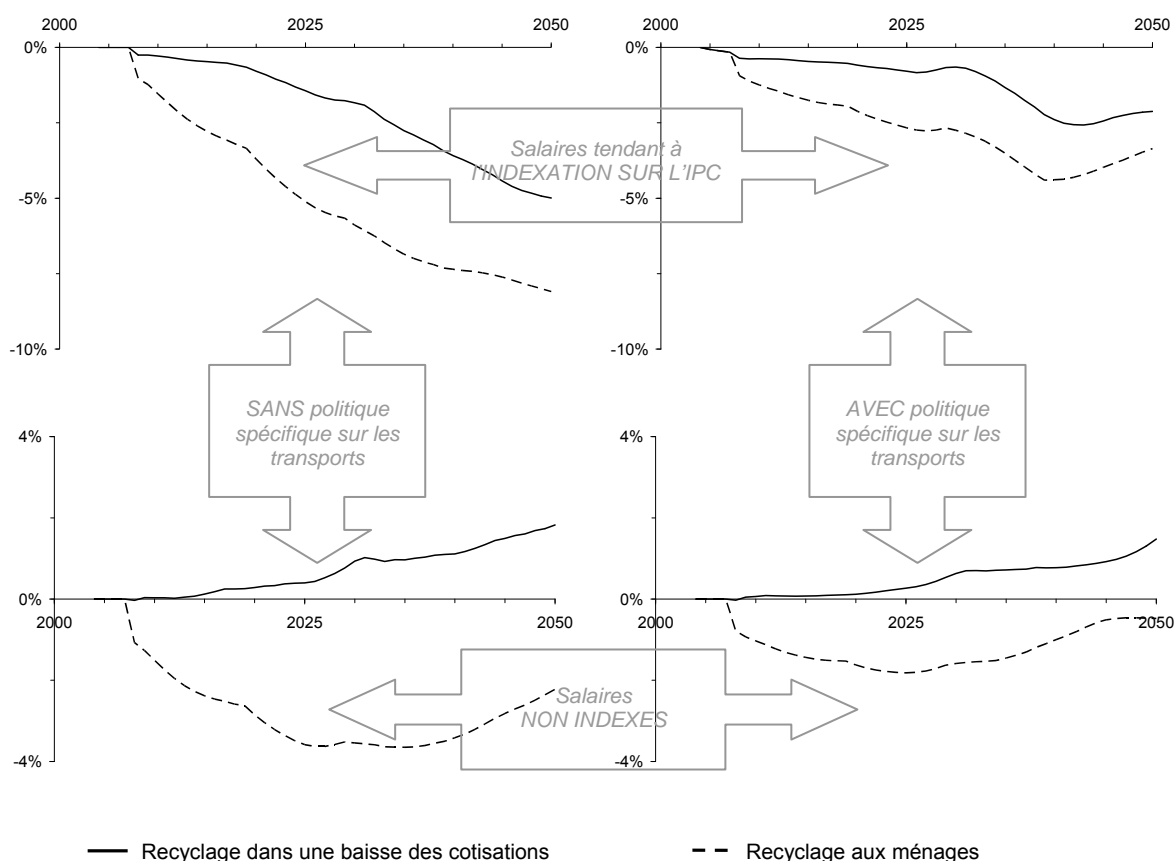 2000 2025 2050
2000 2025 2050
0%
-5%
-10%
0%
-5%
-10%
Salaires tendant à
l'INDEXATION SUR L'IPC
SANS politique
spécifique sur les
transports
AVEC politique
spécifique sur les
transports
4%
0%
-4%
2000 2025 2050
4%
0%
-4%
2000 2025 2050
Salaires
NON INDEXES
Recyclage dans une baisse des cotisations
Recyclage aux ménages